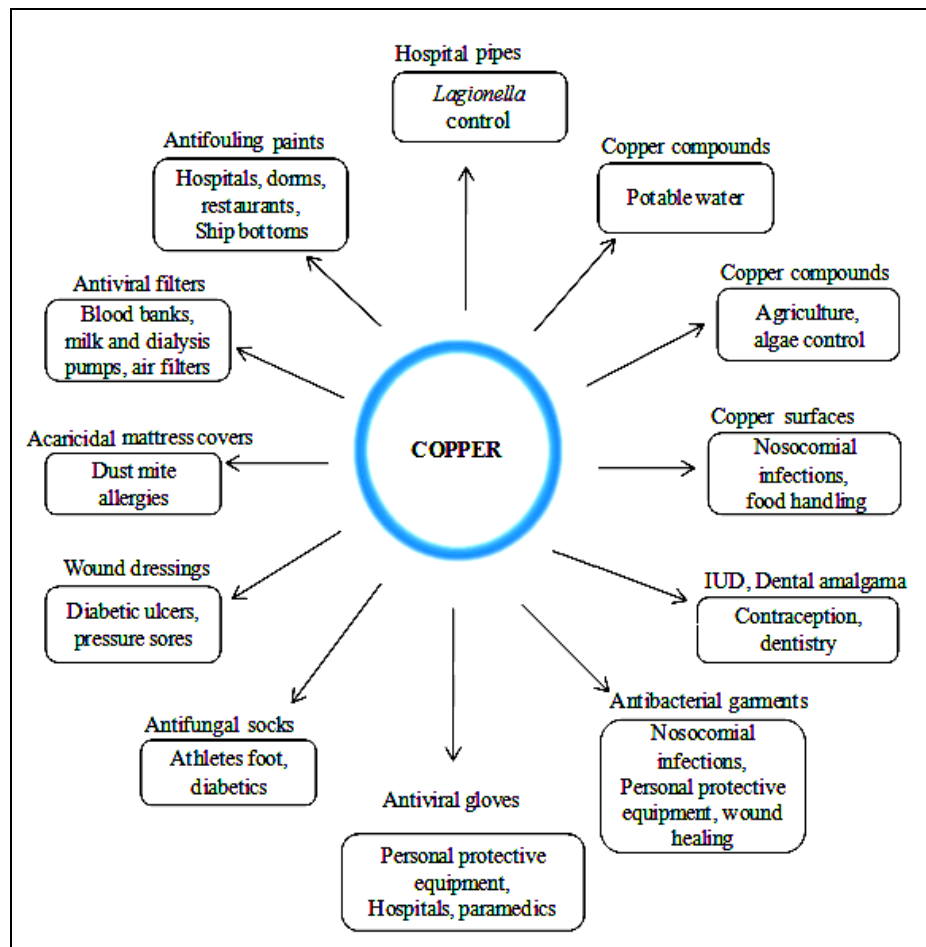 Hospital pipes
Lagionella
control
Copper compounds
Potable water
Copper compounds
Agriculture,
algae control
Copper surfaces
Nosocomial
infections,
food handling
IUD, Dental amalgama
Contraception,
dentistry
Antibacterial garments
Nosocomial
infections,
Personal protective
equipment, wound
healing
Antiviral gloves
Personal protective
equipment,
Hospitals, paramedics
Antifungal socks
Athletes foot,
diabetics
Wound dressings
Diabetic ulcers,
pressure sores
Acaricidal mattress covers
Dust mite
allergies
Antiviral filters
Blood banks,
milk and dialysis
pumps, air filters
Antifouling paints
Hospitals, dorms,
restaurants,
Ship bottoms
COPPER